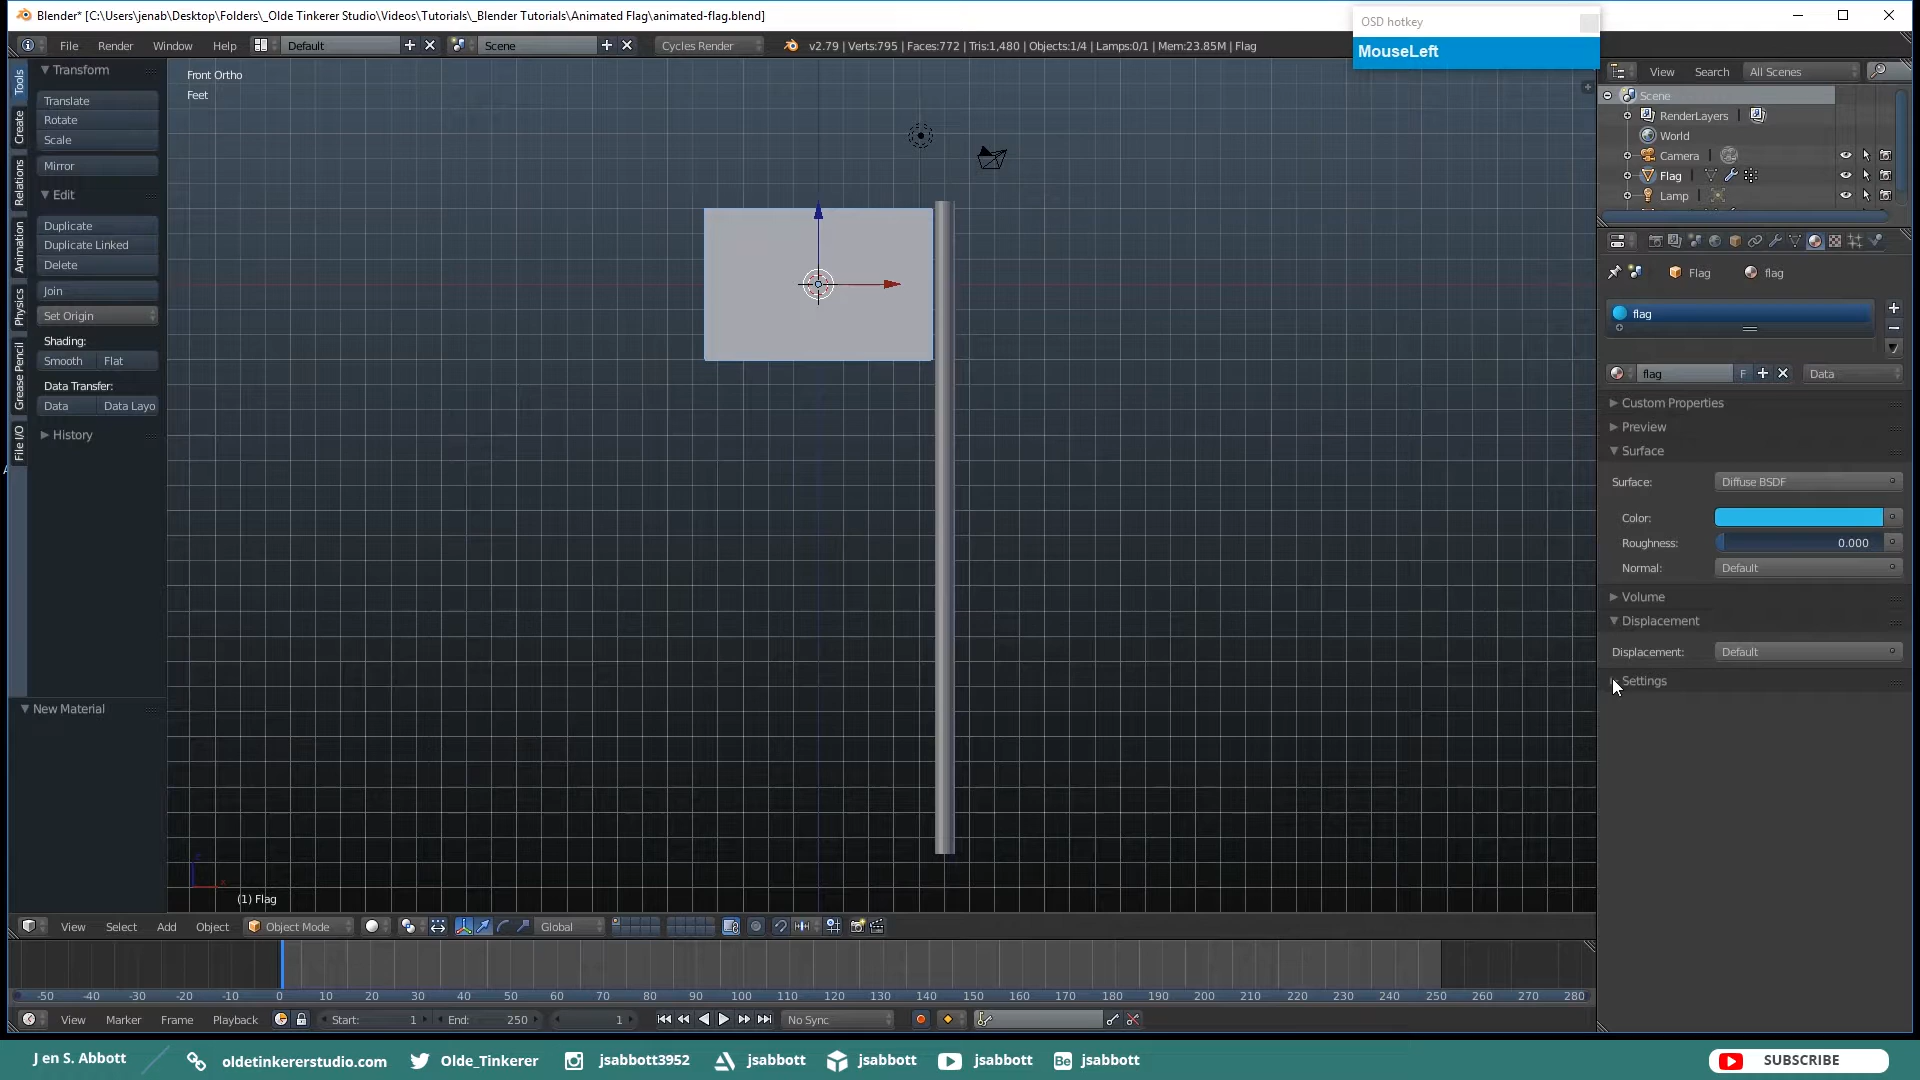 Blender* [C:\Users\jenab\Desktop\Folders\_Olde Tinkerer Studio\Videos\Tutorials\_Blender Tutorials\Animated Flag\animated-flag.blend]
OSD hotkey
MouseLeft
File Render Window Help Default Scene Cycles Render v2.79 | Verts:795 | Faces:772 | Tris:1,480 | Objects:1/4 | Lamps:0/1 | Mem:23.85M | Flag
View Search All Scenes
Tools
Create
Relations
Animation
Physics
Grease Pencil
File I/O
Transform
Translate
Rotate
Scale
Mirror
Edit
Duplicate
Duplicate Linked
Delete
Join
Set Origin
Shading:
Smooth Flat
Data Transfer:
Data Data Layo
History
New Material
Front Ortho
Feet
(1) Flag
Scene
RenderLayers
World
Camera
Flag
Lamp
Flag flag
flag
flag F Data
Custom Properties
Preview
Surface
Surface: Diffuse BSDF
Color:
Roughness: 0.000
Normal: Default
Volume
Displacement
Displacement: Default
Settings
View Select Add Object Object Mode Global
-50 -40 -30 -20 -10 0 10 20 30 40 50 60 70 80 90 100 110 120 130 140 150 160 170 180 190 200 210 220 230 240 250 260 270 280
View Marker Frame Playback Start: 1 End: 250 1 No Sync
J en S. Abbott oldetinkererstudio.com Olde_Tinkerer jsabbott3952 jsabbott jsabbott jsabbott Bē jsabbott SUBSCRIBE